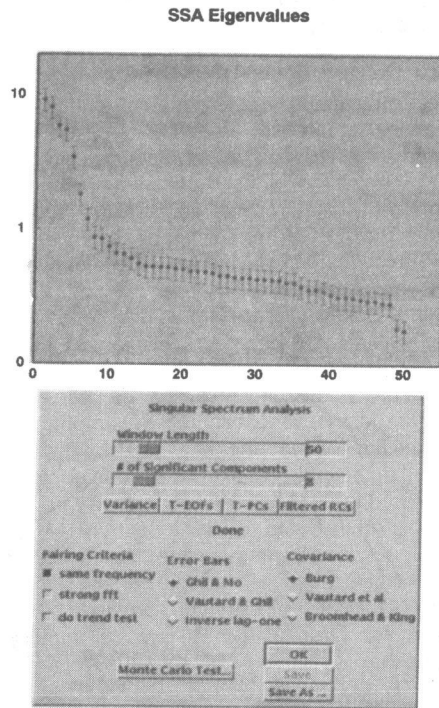 SSA Eigenvalues
10
1
0
0 10 20 30 40 50
Singular Spectrum Analysis
Window Length
50
# of Significant Components
8
Variance T-EOFs T-PCs Filtered RCs
Done
Pairing Criteria Error Bars Covariance
same frequency Ghil & Mo Burg
strong fft Vautard & Ghil Vautard et al.
do trend test Inverse lag-one Broomhead & King
OK
Monte Carlo Test... Save
Save As ...